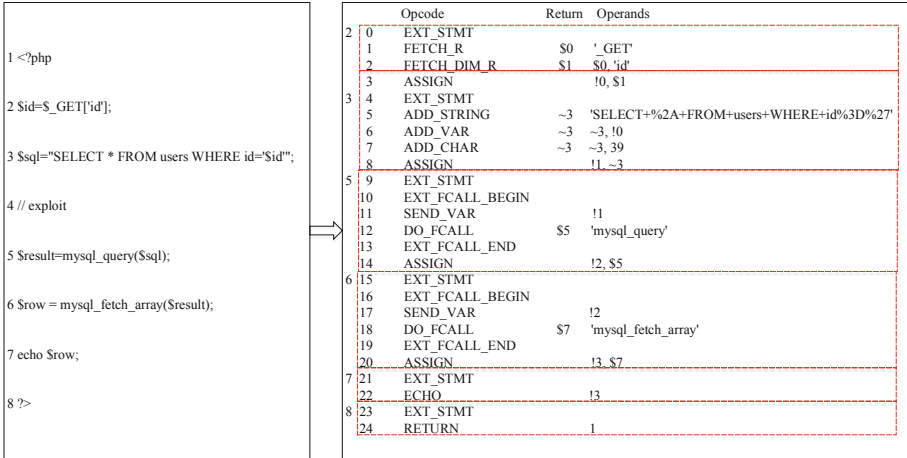 1 <?php
2 $id=$_GET['id'];
3 $sql="SELECT * FROM users WHERE id='$id'";
4 // exploit
5 $result=mysql_query($sql);
6 $row = mysql_fetch_array($result);
7 echo $row;
8 ?>
Opcode Return Operands
2 0 EXT_STMT
1 FETCH_R $0 '_GET'
2 FETCH_DIM_R $1 $0, 'id'
3 ASSIGN !0, $1
3 4 EXT_STMT
5 ADD_STRING ~3 'SELECT+%2A+FROM+users+WHERE+id%3D%27'
6 ADD_VAR ~3 ~3, !0
7 ADD_CHAR ~3 ~3, 39
8 ASSIGN !1, ~3
5 9 EXT_STMT
10 EXT_FCALL_BEGIN
11 SEND_VAR !1
12 DO_FCALL $5 'mysql_query'
13 EXT_FCALL_END
14 ASSIGN !2, $5
6 15 EXT_STMT
16 EXT_FCALL_BEGIN
17 SEND_VAR !2
18 DO_FCALL $7 'mysql_fetch_array'
19 EXT_FCALL_END
20 ASSIGN !3, $7
7 21 EXT_STMT
22 ECHO !3
8 23 EXT_STMT
24 RETURN 1